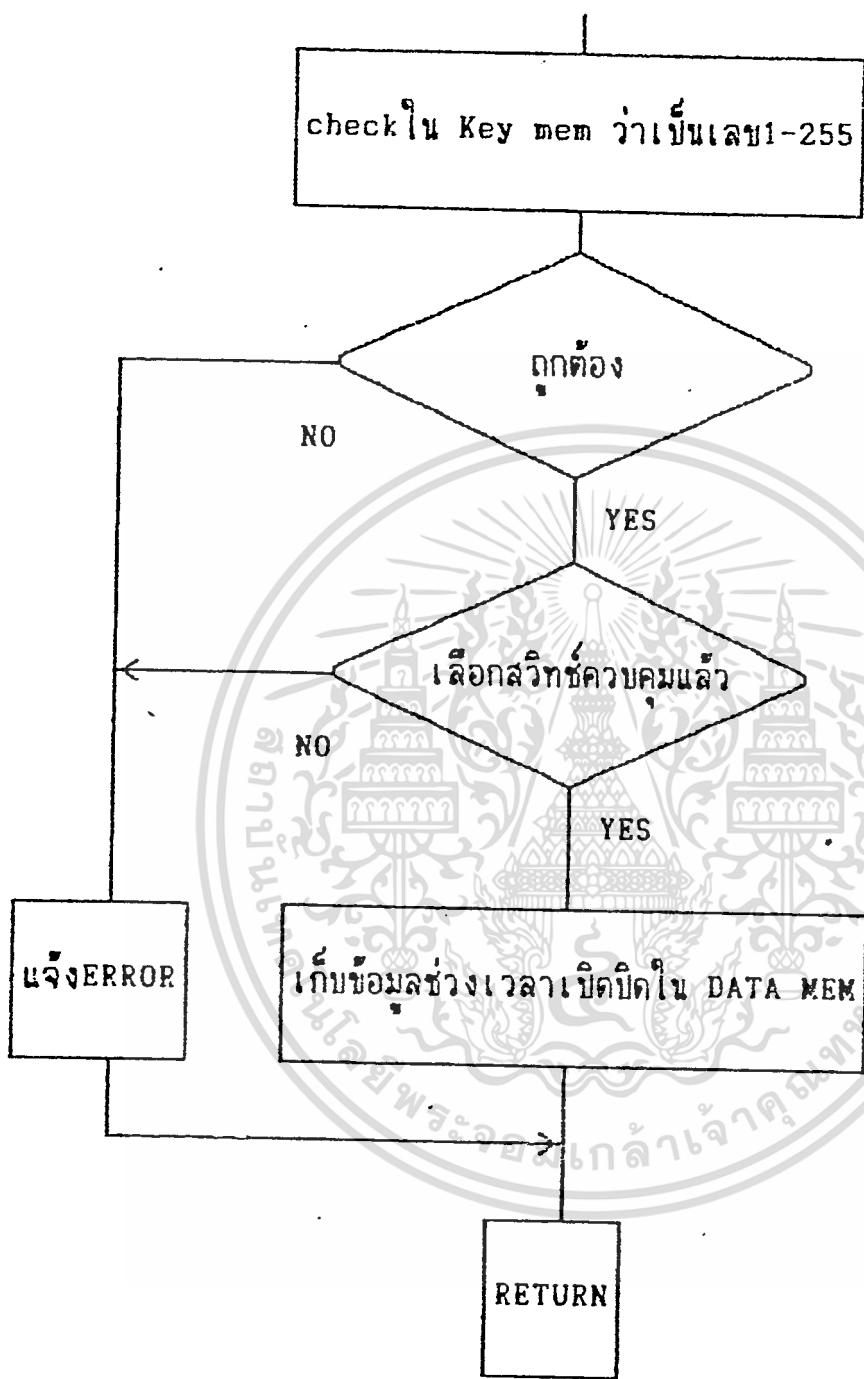 checkใน Key mem ว่าเป็นเลข1-255
ถูกต้อง
NO
YES
เลือกสวิทช์ควบคุมแล้ว
NO
YES
แจ้งERROR
เก็บข้อมูลช่วงเวลาเปิดปิดใน DATA MEM
RETURN